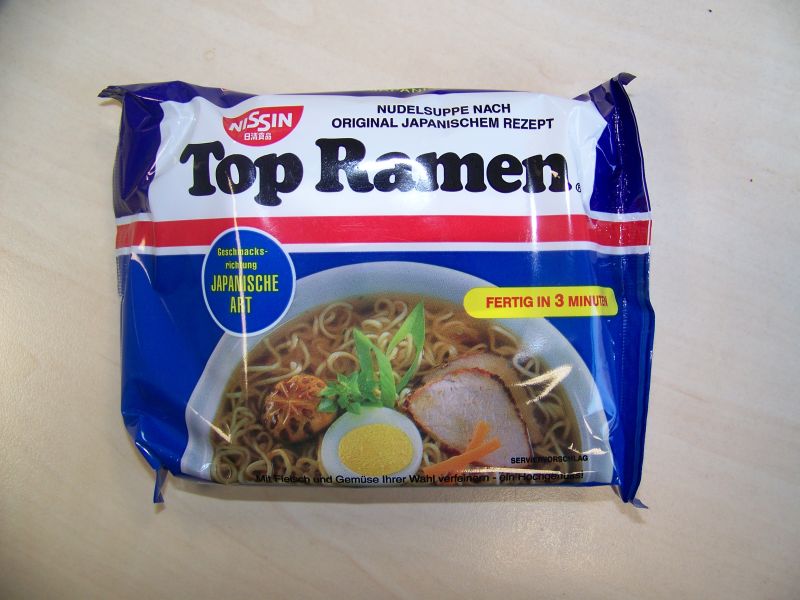 NISSIN
日清食品
NUDELSUPPE NACH
ORIGINAL JAPANISCHEM REZEPT
Top Ramen
Geschmacks-
richtung
JAPANISCHE
ART
FERTIG IN 3 MINUTEN
SERVIERVORSCHLAG
Mit Fleisch und Gemüse Ihrer Wahl verfeinern - ein Hochgenuss!